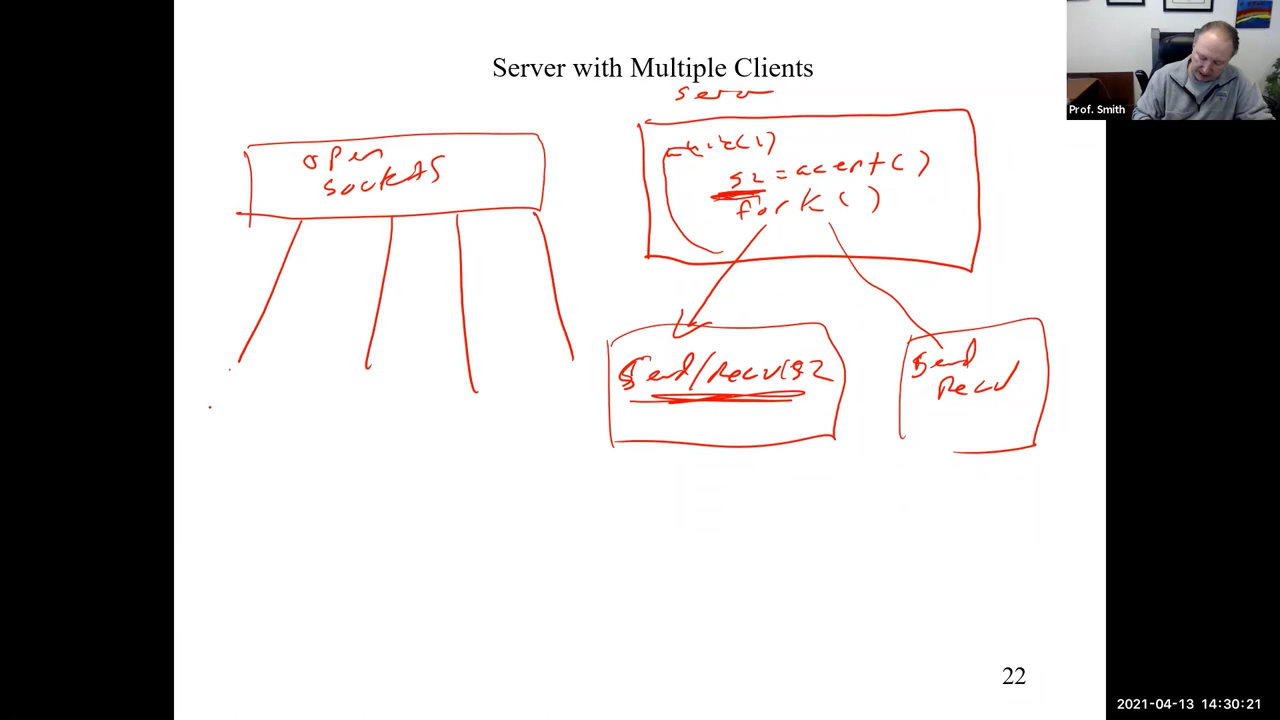 Server with Multiple Clients
serv
open
sockets
while(1)
s2 = accept()
fork()
Send/Recv(s2
Send
Recv
22
Prof. Smith
2021-04-13 14:30:21